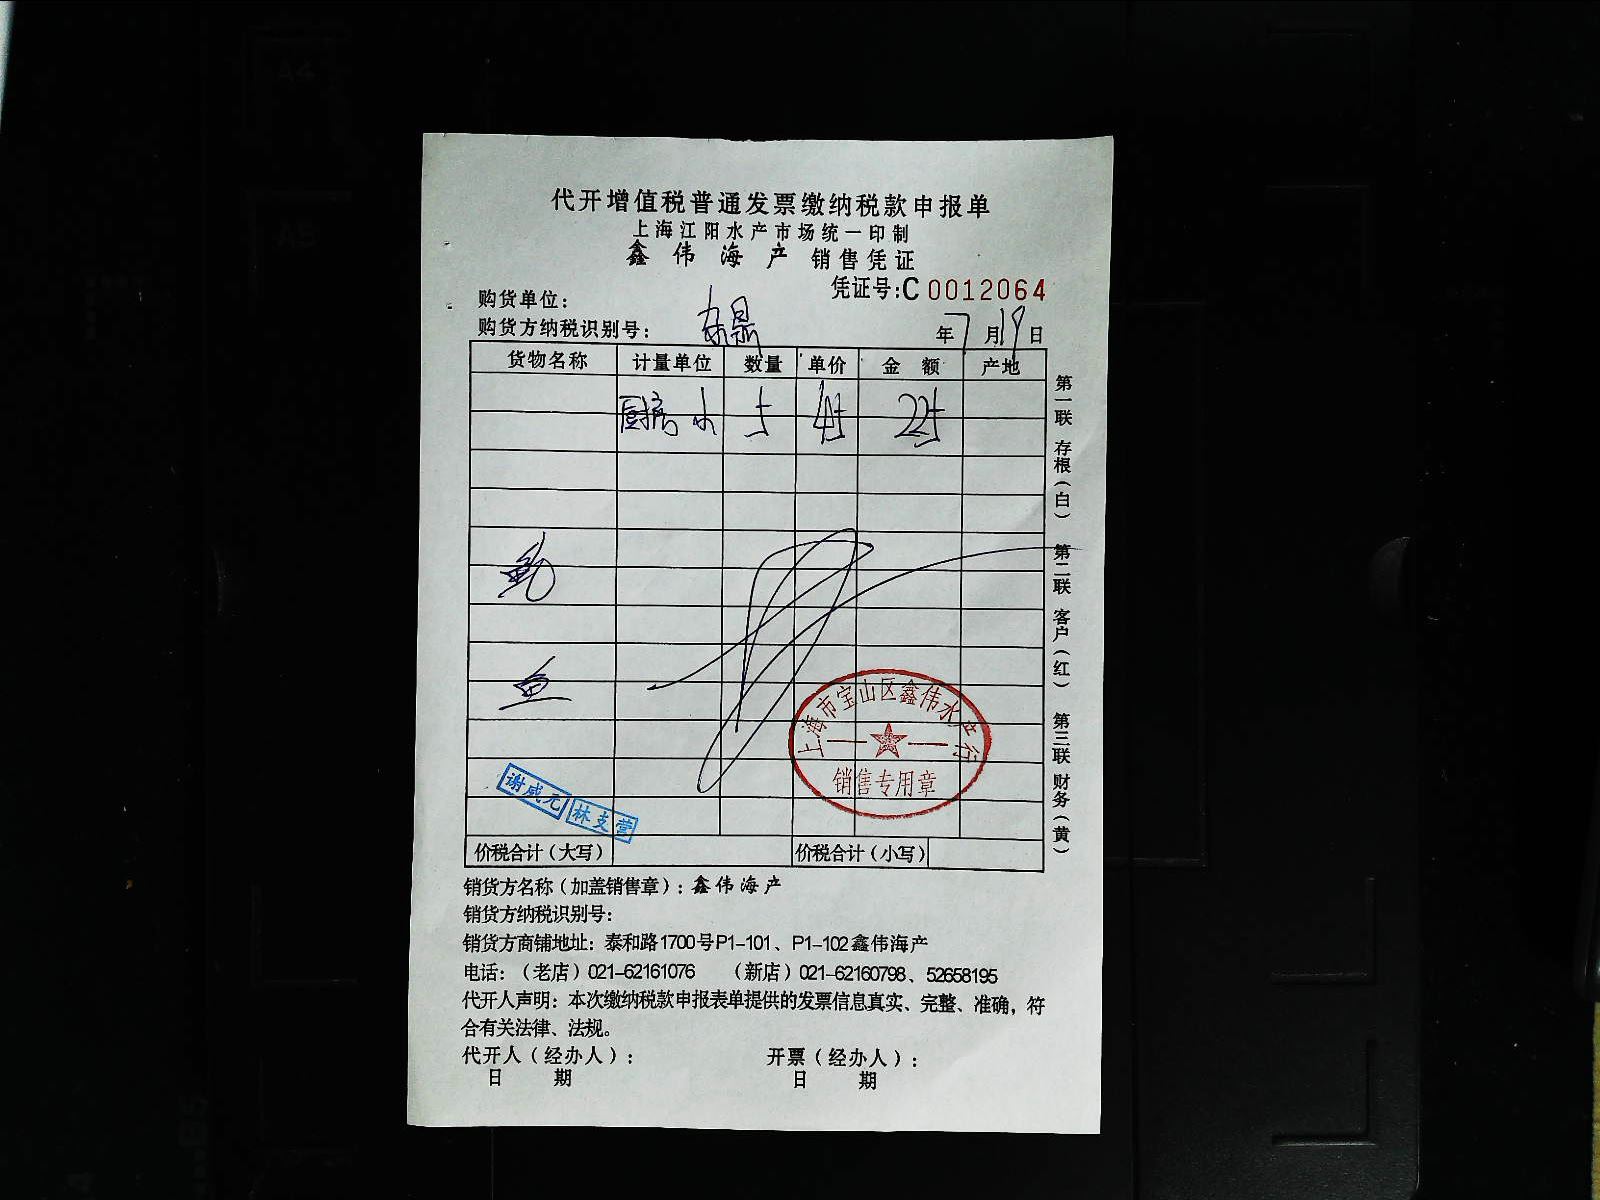 代开增值税普通发票缴纳税款申报单
上海江阳水产市场统一印制
鑫伟海产 销售凭证
凭证号:C 0012064
购货单位:
购货方纳税识别号:
年 7 月 19 日
货物名称 计量单位 数量 单价 金额 产地
厨房 水 5 45 225
鱼
上海市宝山区鑫伟水产行
销售专用章
谢咸元 林支营
价税合计（大写） 价税合计（小写）
第一联 存根（白） 第二联 客户（红） 第三联 财务（黄）
销货方名称（加盖销售章）: 鑫伟海产
销货方纳税识别号:
销货方商铺地址: 泰和路1700号P1-101、P1-102鑫伟海产
电话:（老店）021-62161076 （新店）021-62160798、52658195
代开人声明: 本次缴纳税款申报表单提供的发票信息真实、完整、准确，符
合有关法律、法规。
代开人（经办人）: 开票（经办人）:
日 期 日 期